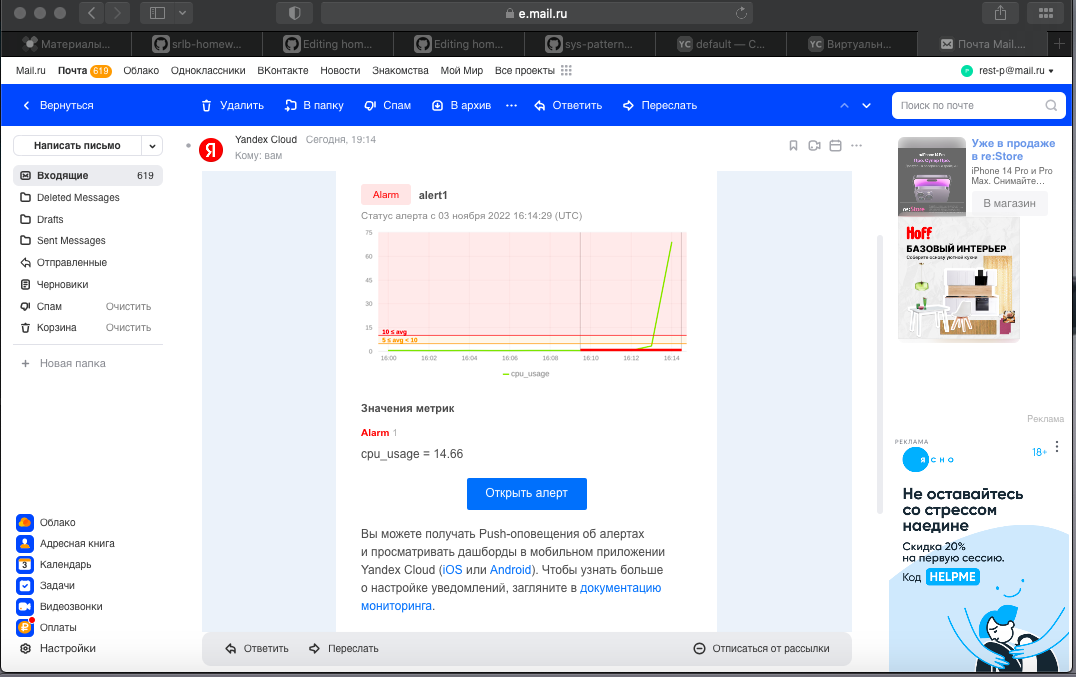 e.mail.ru
Материалы...
srlb-homew...
Editing hom...
Editing hom...
sys-pattern...
YC default — C...
YC Виртуальн...
Почта Mail....
Mail.ru Почта 619 Облако Одноклассники ВКонтакте Новости Знакомства Мой Мир Все проекты
rest-p@mail.ru
Вернуться Удалить В папку Спам В архив Ответить Переслать
Поиск по почте
Написать письмо
Входящие 619
Deleted Messages
Drafts
Sent Messages
Отправленные
Черновики
Спам Очистить
Корзина Очистить
Новая папка
Облако
Адресная книга
3 Календарь
Задачи
Видеозвонки
Оплаты
Настройки
Я
Yandex Cloud Сегодня, 19:14
Кому: вам
Alarm alert1
Статус алерта с 03 ноября 2022 16:14:29 (UTC)
75
60
45
30
15
0
10 ≤ avg
5 ≤ avg < 10
16:00 16:02 16:04 16:06 16:08 16:10 16:12 16:14
cpu_usage
Значения метрик
Alarm 1
cpu_usage = 14.66
Открыть алерт
Вы можете получать Push-оповещения об алертах
и просматривать дашборды в мобильном приложении
Yandex Cloud (iOS или Android). Чтобы узнать больше
о настройке уведомлений, загляните в документацию
мониторинга.
Ответить Переслать Отписаться от рассылки
Уже в продаже
в re:Store
iPhone 14 Pro и Pro
Max. Снимайте...
В магазин
re:Store
Hoff
БАЗОВЫЙ ИНТЕРЬЕР
Соберите основу уютной кухни
Реклама
РЕКЛАМА
ясно
18+
Не оставайтесь
со стрессом
наедине
Скидка 20%
на первую сессию.
Код HELPME